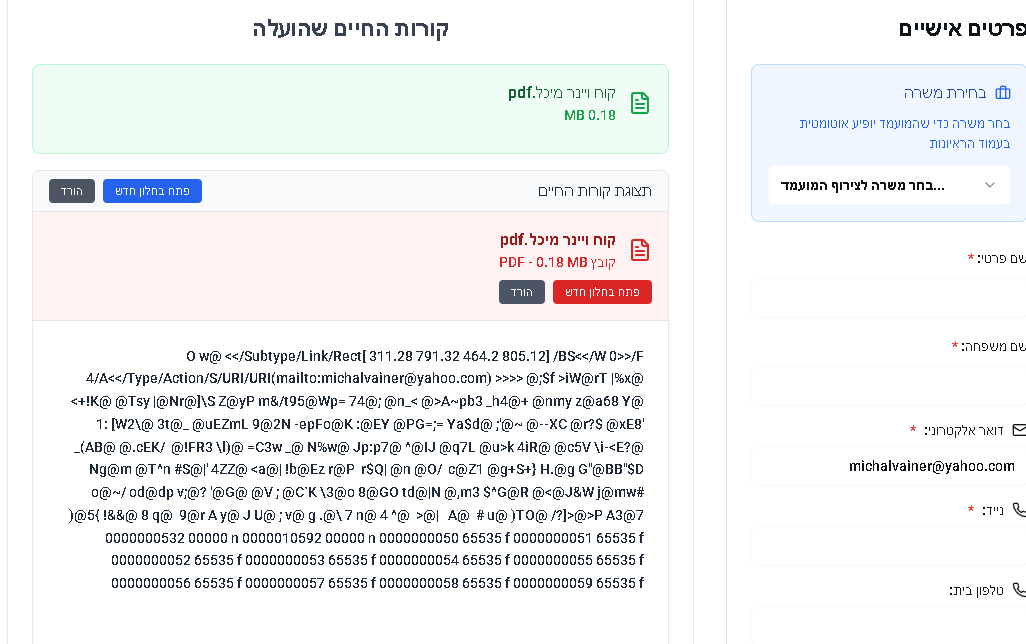 פרטים אישיים
בחירת משרה
בחר משרה כדי שהמועמד יופיע אוטומטית
בעמוד הראיונות
בחר משרה לצירוף המועמד...
שם פרטי: *
שם משפחה: *
דואר אלקטרוני: *
michalvainer@yahoo.com
נייד: *
טלפון בית:
קורות החיים שהועלה
קוח ויינר מיכל.pdf
0.18 MB
תצוגת קורות החיים
פתח בחלון חדש
הורד
קוח ויינר מיכל.pdf
קובץ PDF - 0.18 MB
פתח בחלון חדש
הורד
O w@ <</Subtype/Link/Rect[ 311.28 791.32 464.2 805.12] /BS<</W 0>>/F
4/A<</Type/Action/S/URI/URI(mailto:michalvainer@yahoo.com) >>>> @;$f >iW@rT |%x@
<+!K@ @Tsy |@Nr@]\S Z@yP m&/t95@Wp= 74@; @n_< @>A~pb3 _h4@+ @nmy z@a68 Y@
1: [W2\@ 3t@_ @uEZmL 9@2N -epFo@K :@EY @PG=;= Ya$d@ ;'@~ @--XC @r?$ @xE8'
_(AB@ @.cEK/ @!FR3 \l)@ =C3w _@ N%w@ Jp:p7@ ^@IJ @q7L @u>k 4iR@ @c5V \i-<E?@
Ng@m @T^n #S@|' 4ZZ@ <a@| !b@Ez r@P r$Q| @n @O/ c@Z1 @g+S+} H.@g G"@BB"$D
o@~/ od@dp v;@? '@G@ @V ; @C`K \3@o 8@GO td@|N @,m3 $^G@R @<@J&W j@mw#
)@5{ !&&@ 8 q@ 9@r A y@ J U@ ; v@ g .@\ 7 n@ 4 ^@ >@| A@ # u@ )TO@ /?]>@>P A3@7
0000000532 00000 n 0000010592 00000 n 0000000050 65535 f 0000000051 65535 f
0000000052 65535 f 0000000053 65535 f 0000000054 65535 f 0000000055 65535 f
0000000056 65535 f 0000000057 65535 f 0000000058 65535 f 0000000059 65535 f